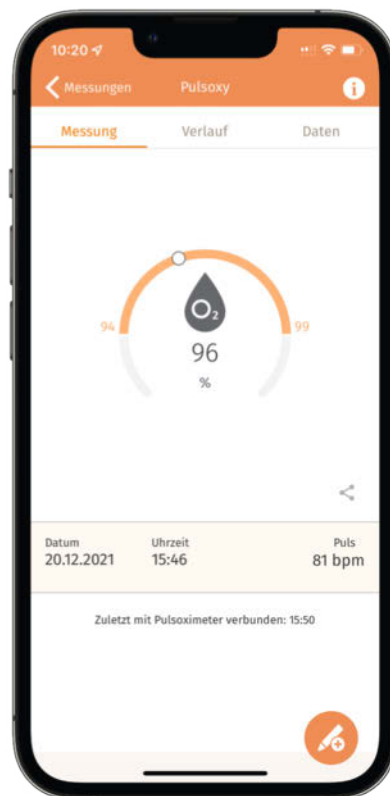 10:20
Messungen Pulsoxy
Messung Verlauf Daten
94 99
O₂
96
%
Datum Uhrzeit Puls
20.12.2021 15:46 81 bpm
Zuletzt mit Pulsoximeter verbunden: 15:50